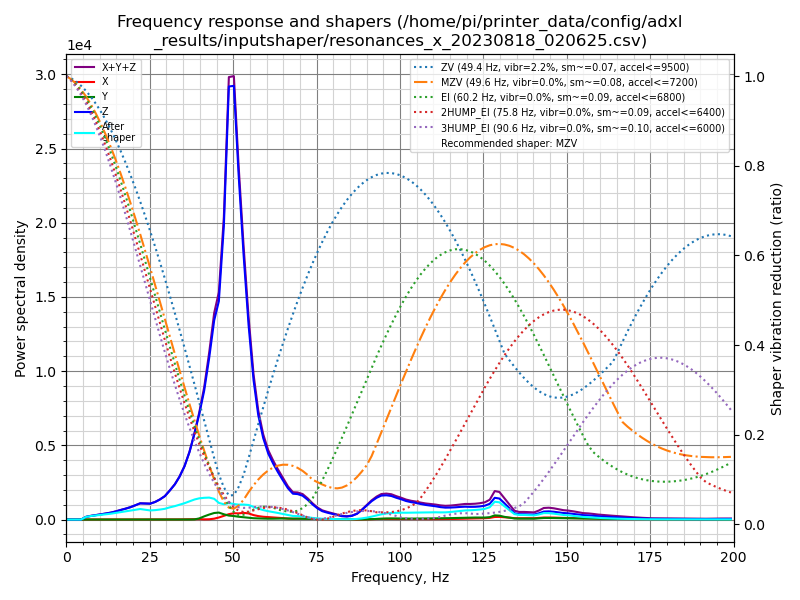 Frequency response and shapers (/home/pi/printer_data/config/adxl
_results/inputshaper/resonances_x_20230818_020625.csv)
1e4
X+Y+Z
X
Y
Z
After
shaper
ZV (49.4 Hz, vibr=2.2%, sm~=0.07, accel<=9500)
MZV (49.6 Hz, vibr=0.0%, sm~=0.08, accel<=7200)
EI (60.2 Hz, vibr=0.0%, sm~=0.09, accel<=6800)
2HUMP_EI (75.8 Hz, vibr=0.0%, sm~=0.09, accel<=6400)
3HUMP_EI (90.6 Hz, vibr=0.0%, sm~=0.10, accel<=6000)
Recommended shaper: MZV
Power spectral density
3.0
2.5
2.0
1.5
1.0
0.5
0.0
1.0
0.8
0.6
0.4
0.2
0.0
Shaper vibration reduction (ratio)
0 25 50 75 100 125 150 175 200
Frequency, Hz